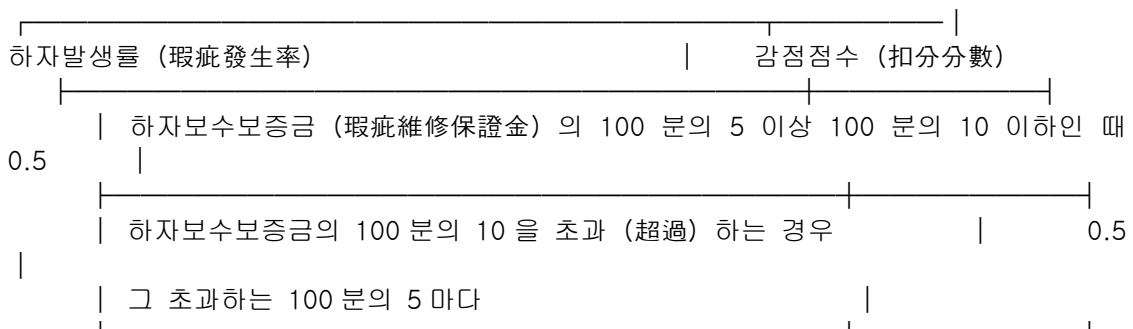 하자발생률 (瑕疵發生率) | 감점점수 (扣分分數)
| 하자보수보증금 (瑕疵維修保證金) 의 100 분의 5 이상 100 분의 10 이하인 때
0.5 |
| 하자보수보증금의 100 분의 10 을 초과 (超過) 하는 경우 | 0.5
|
| 그 초과하는 100 분의 5 마다 |